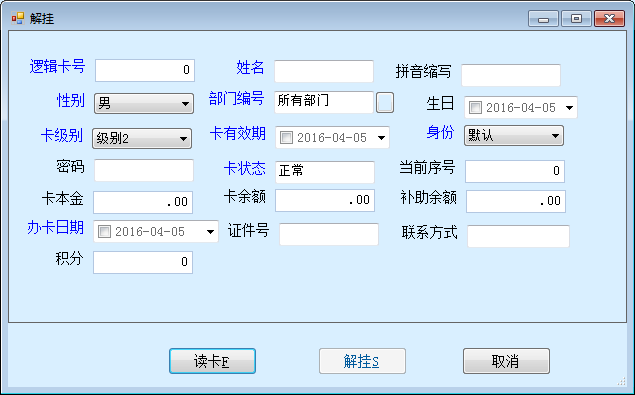 解挂
逻辑卡号 0 姓名 拼音缩写
性别 男 部门编号 所有部门 生日 2016-04-05
卡级别 级别2 卡有效期 2016-04-05 身份 默认
密码 卡状态 正常 当前序号 0
卡本金 .00 卡余额 .00 补助余额 .00
办卡日期 2016-04-05 证件号 联系方式
积分 0
读卡F 解挂S 取消